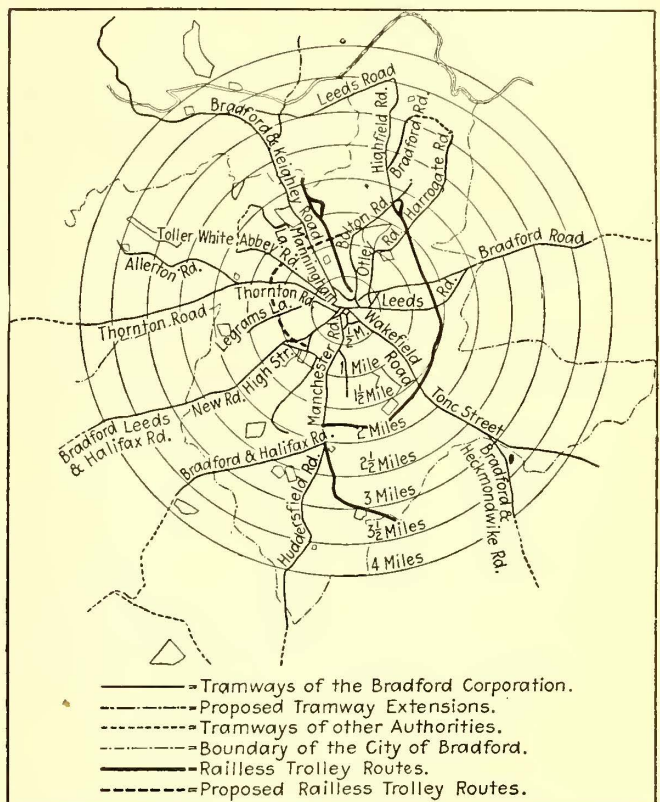 Leeds Road
Bradford & Keighley Road
Highfield Rd.
Bradford Rd.
Harrogate Rd.
Bolton Rd.
Otley Rd.
Manningham La.
Toller White Abbey Rd.
Allerton Rd.
Bradford Road
Thornton Rd.
Leeds Rd.
Thornton Road
Legrams La.
Wakefield Road
½ M.
High Str.
Manchester Rd.
1 Mile
New Rd.
1½ Mile
Tonc Street
Bradford Leeds
& Halifax Rd.
2 Miles
Bradford & Halifax Rd.
2½ Miles
Bradford &
Heckmondwike Rd.
3 Miles
Huddersfield Rd.
3½ Miles
4 Miles
=Tramways of the Bradford Corporation.
=Proposed Tramway Extensions.
=Tramways of other Authorities.
=Boundary of the City of Bradford.
=Railless Trolley Routes.
=Proposed Railless Trolley Routes.